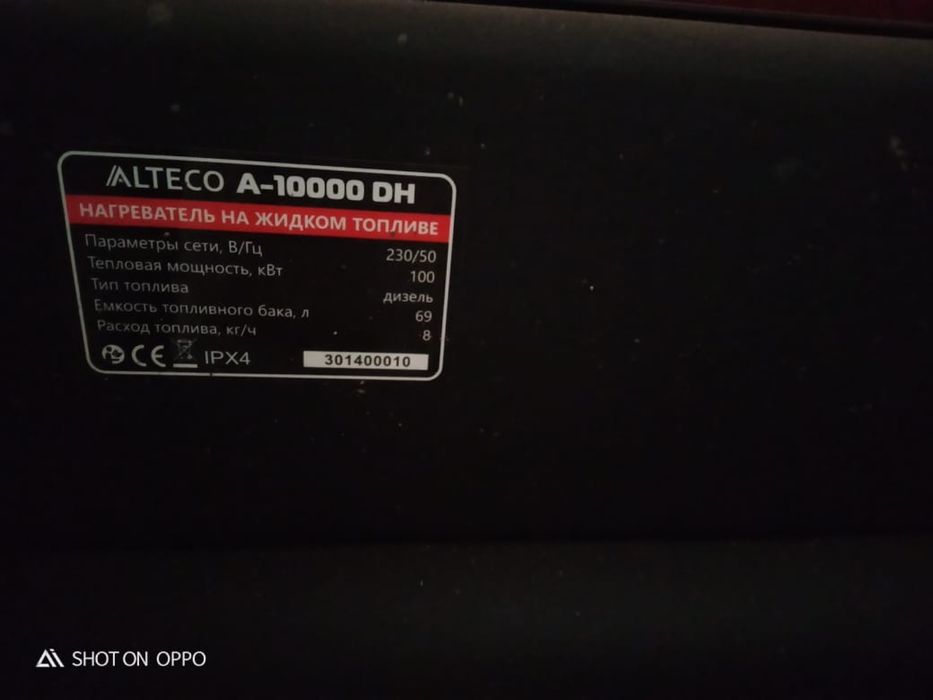 ALTECO A-10000 DH
НАГРЕВАТЕЛЬ НА ЖИДКОМ ТОПЛИВЕ
Параметры сети, В/Гц 230/50
Тепловая мощность, кВт 100
Тип топлива дизель
Емкость топливного бака, л 69
Расход топлива, кг/ч 8
CE IPX4 301400010
SHOT ON OPPO